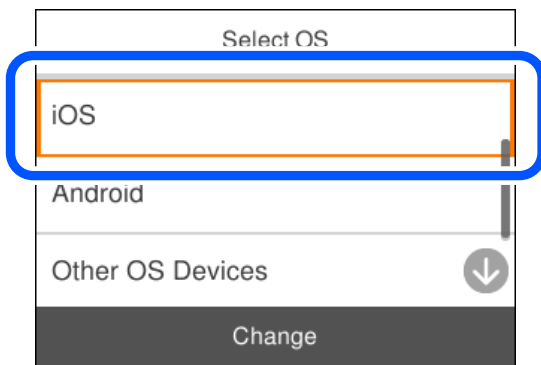 Select OS
iOS
Android
Other OS Devices
Change